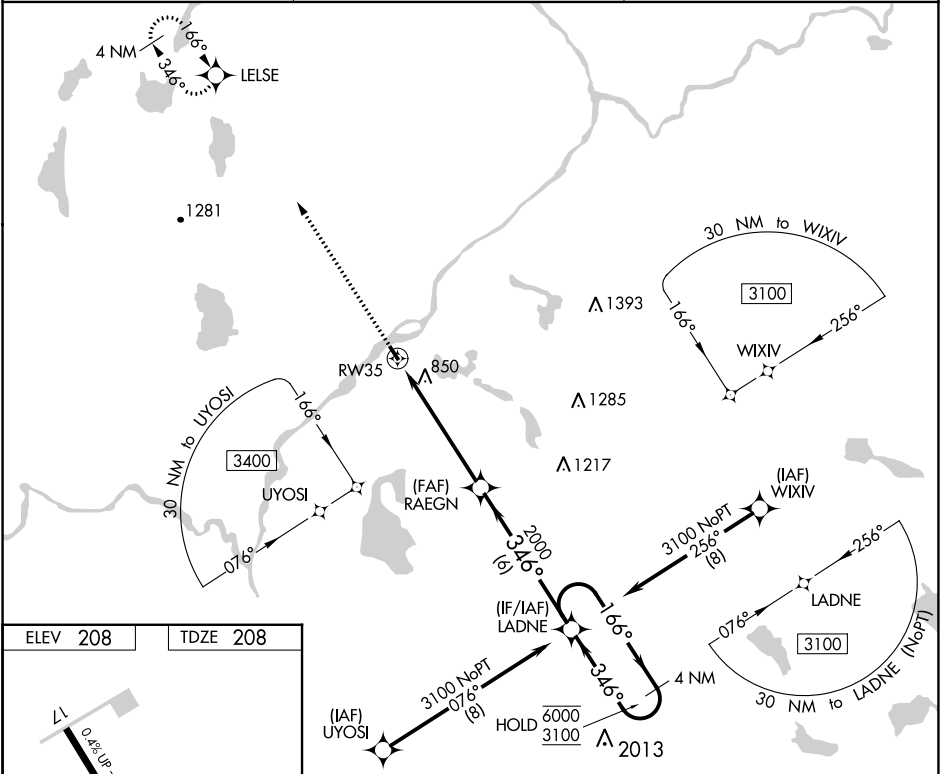 4 NM
166°
346°
LELSE
1281
30 NM to WIXIV
3100
166°
256°
WIXIV
1393
RW35
850
1285
1217
30 NM to UYOSI
166°
3400
UYOSI
076°
(FAF)
RAEGN
(IAF)
WIXIV
3100 NoPT
256°
(8)
2000
346°
(6)
(IF/IAF)
LADNE
166°
346°
4 NM
HOLD
6000
3100
2013
256°
LADNE
076°
3100
30 NM to LADNE (NoPT)
3100 NoPT
076°
(8)
(IAF)
UYOSI
ELEV 208
TDZE 208
17
0.4% UP